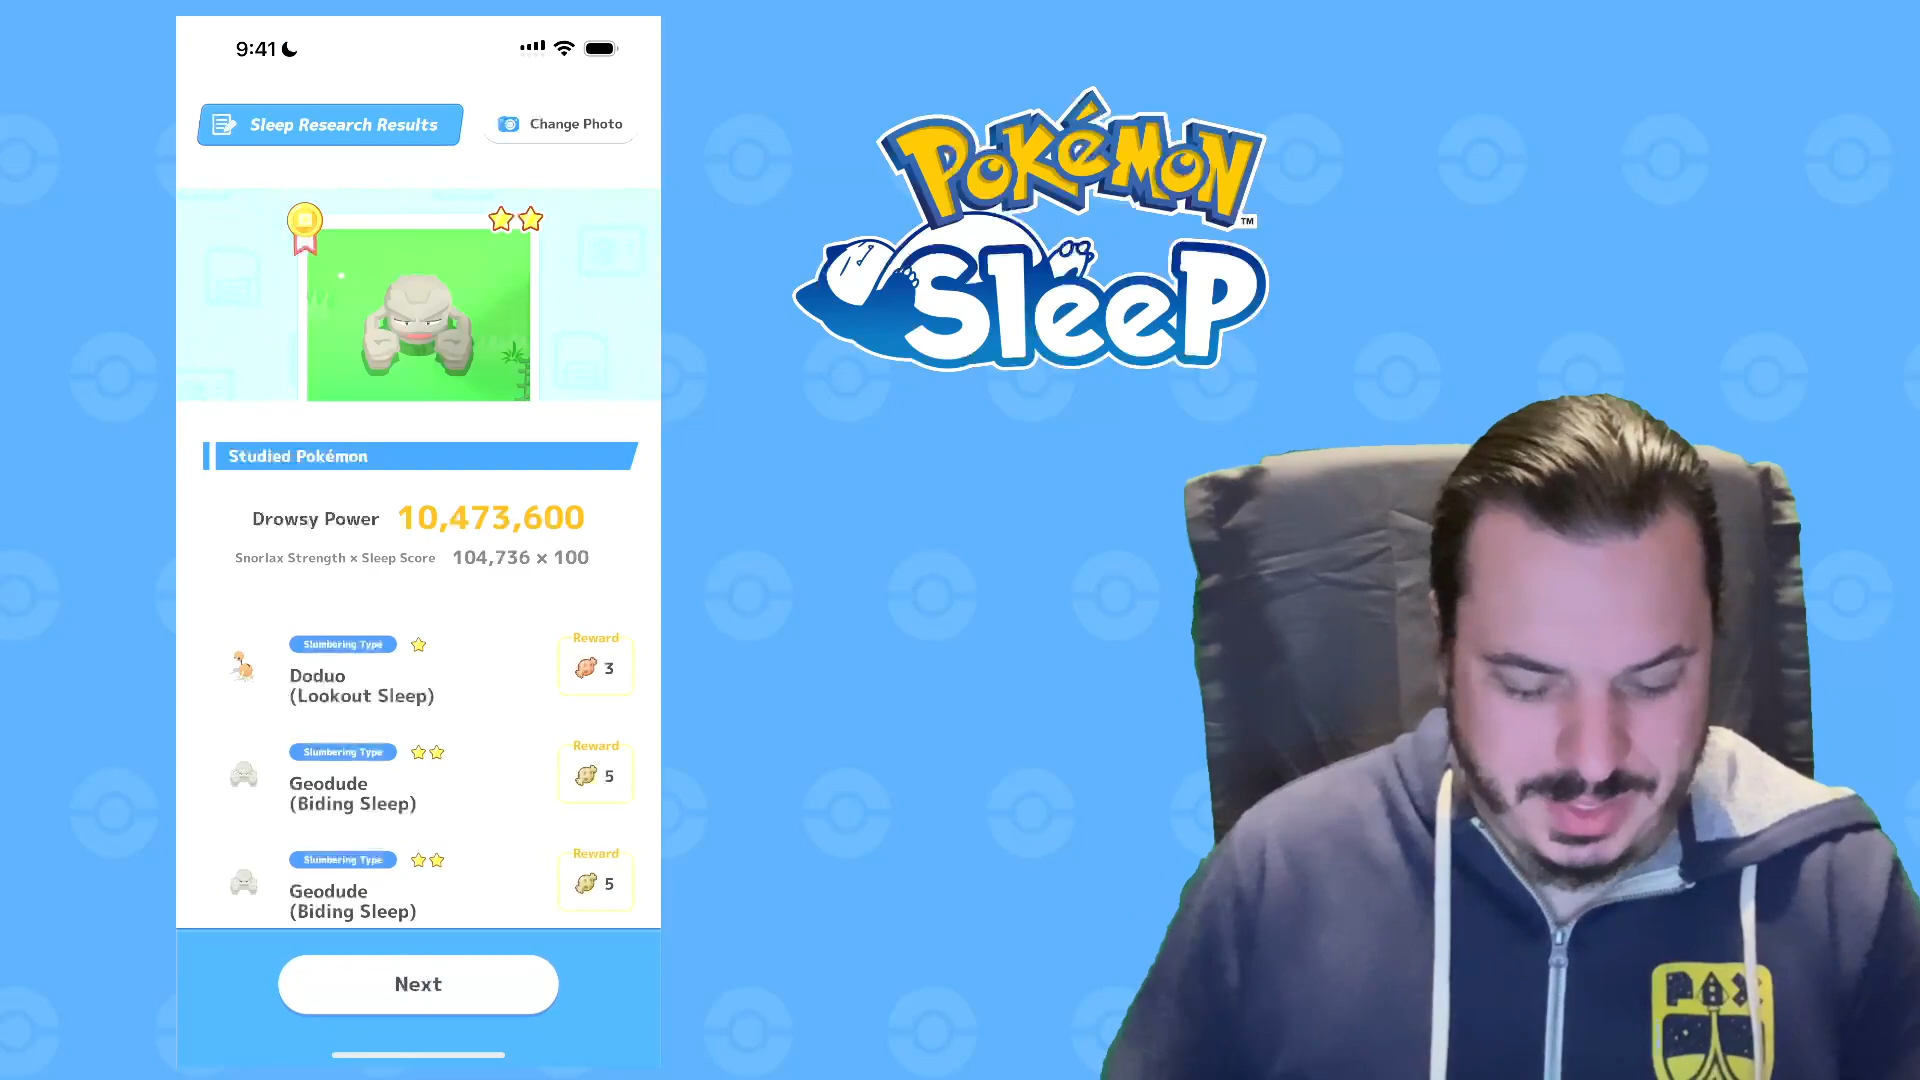 9:41
Sleep Research Results
Change Photo
Studied Pokémon
Drowsy Power 10,473,600
Snorlax Strength × Sleep Score 104,736 × 100
Slumbering Type
Reward
Doduo
(Lookout Sleep)
3
Slumbering Type
Reward
Geodude
(Biding Sleep)
5
Slumbering Type
Reward
Geodude
(Biding Sleep)
5
Next
POKéMON
TM
SleeP
PAX